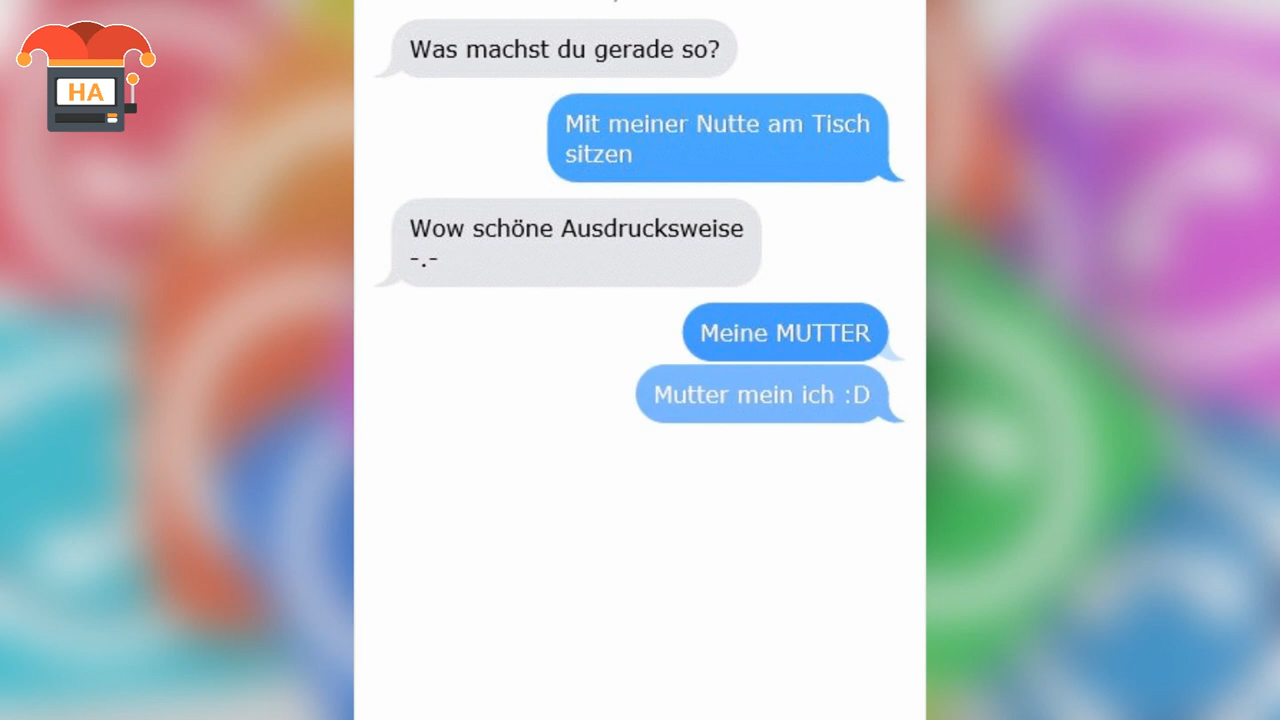 HA
Was machst du gerade so?
Mit meiner Nutte am Tisch
sitzen
Wow schöne Ausdrucksweise
-.-
Meine MUTTER
Mutter mein ich :D